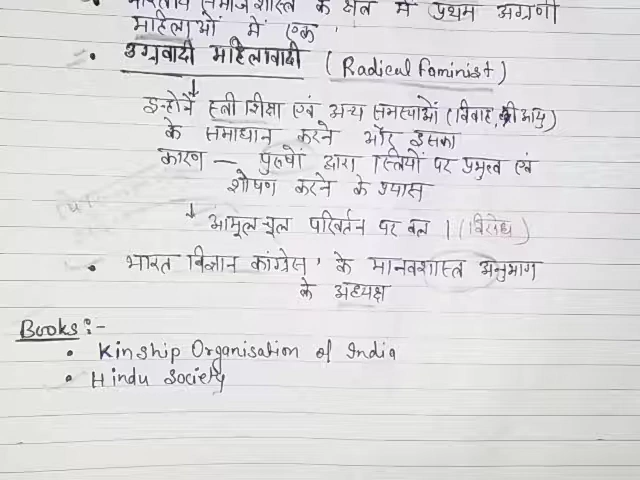 भारतीय समाजशास्त्र के क्षेत्र में प्रथम अग्रणी
महिलाओं में एक
• उग्रवादी महिलावादी (Radical Feminist)
↓
इन्होंने स्त्री शिक्षा एवं अन्य समस्याओं (विवाह, की आयु)
के समाधान करने और इसका
कारण — पुरुषों द्वारा स्त्रियों पर प्रभुत्व एवं
शोषण करने के प्रयास
↓ आमूल-चूल परिवर्तन पर बल । (विरोध)
• भारत विज्ञान कांग्रेस' के मानवशास्त्र अनुभाग
के अध्यक्ष
Books:-
• Kinship Organisation of India
• Hindu Society